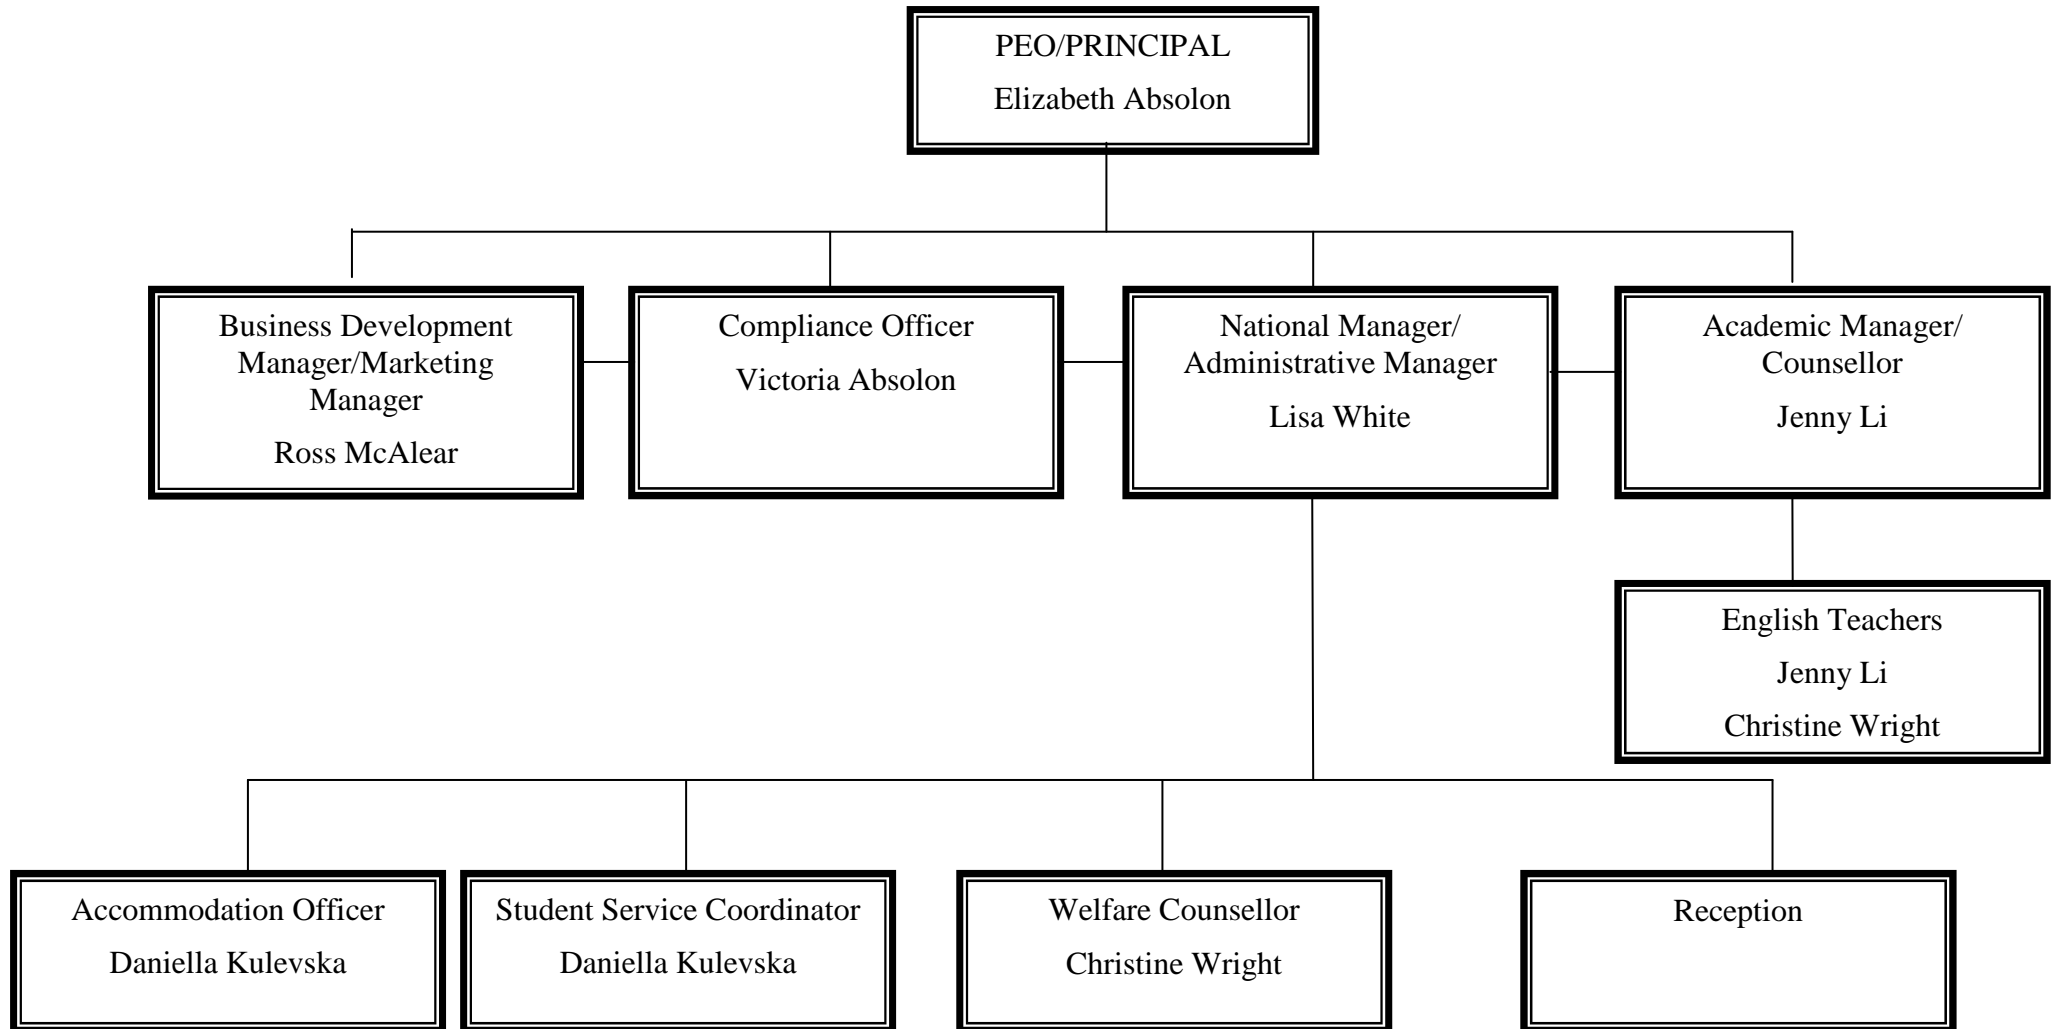 PEO/PRINCIPAL
Elizabeth Absolon
Business Development
Manager/Marketing
Manager
Ross McAlear
Compliance Officer
Victoria Absolon
National Manager/
Administrative Manager
Lisa White
Academic Manager/
Counsellor
Jenny Li
English Teachers
Jenny Li
Christine Wright
Accommodation Officer
Daniella Kulevska
Student Service Coordinator
Daniella Kulevska
Welfare Counsellor
Christine Wright
Reception